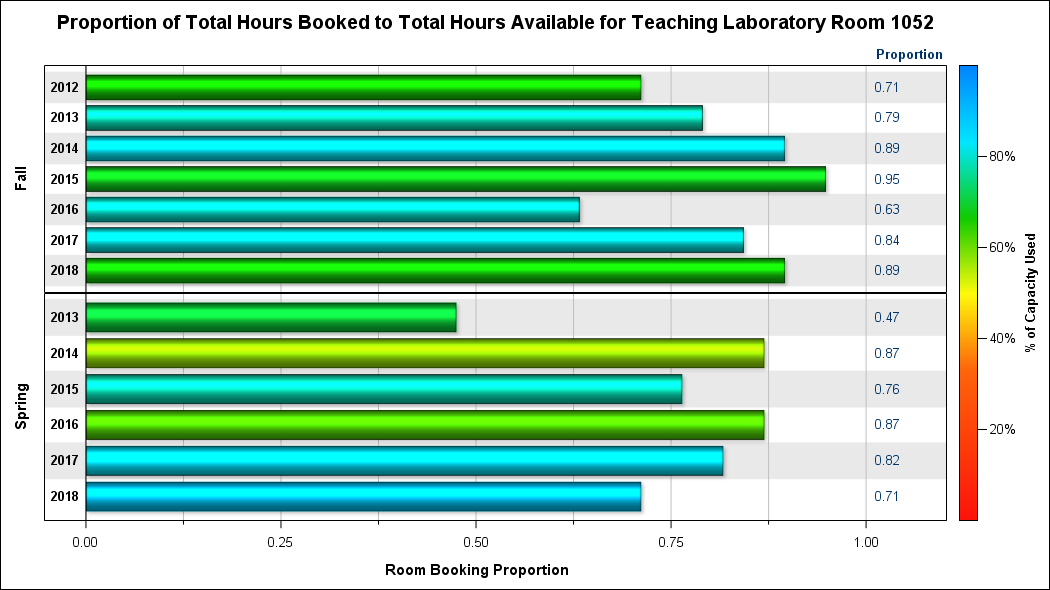 Proportion of Total Hours Booked to Total Hours Available for Teaching Laboratory Room 1052
Proportion
Fall
2012 0.71
2013 0.79
2014 0.89
2015 0.95
2016 0.63
2017 0.84
2018 0.89
Spring
2013 0.47
2014 0.87
2015 0.76
2016 0.87
2017 0.82
2018 0.71
0.00 0.25 0.50 0.75 1.00
Room Booking Proportion
80%
60%
40%
20%
% of Capacity Used